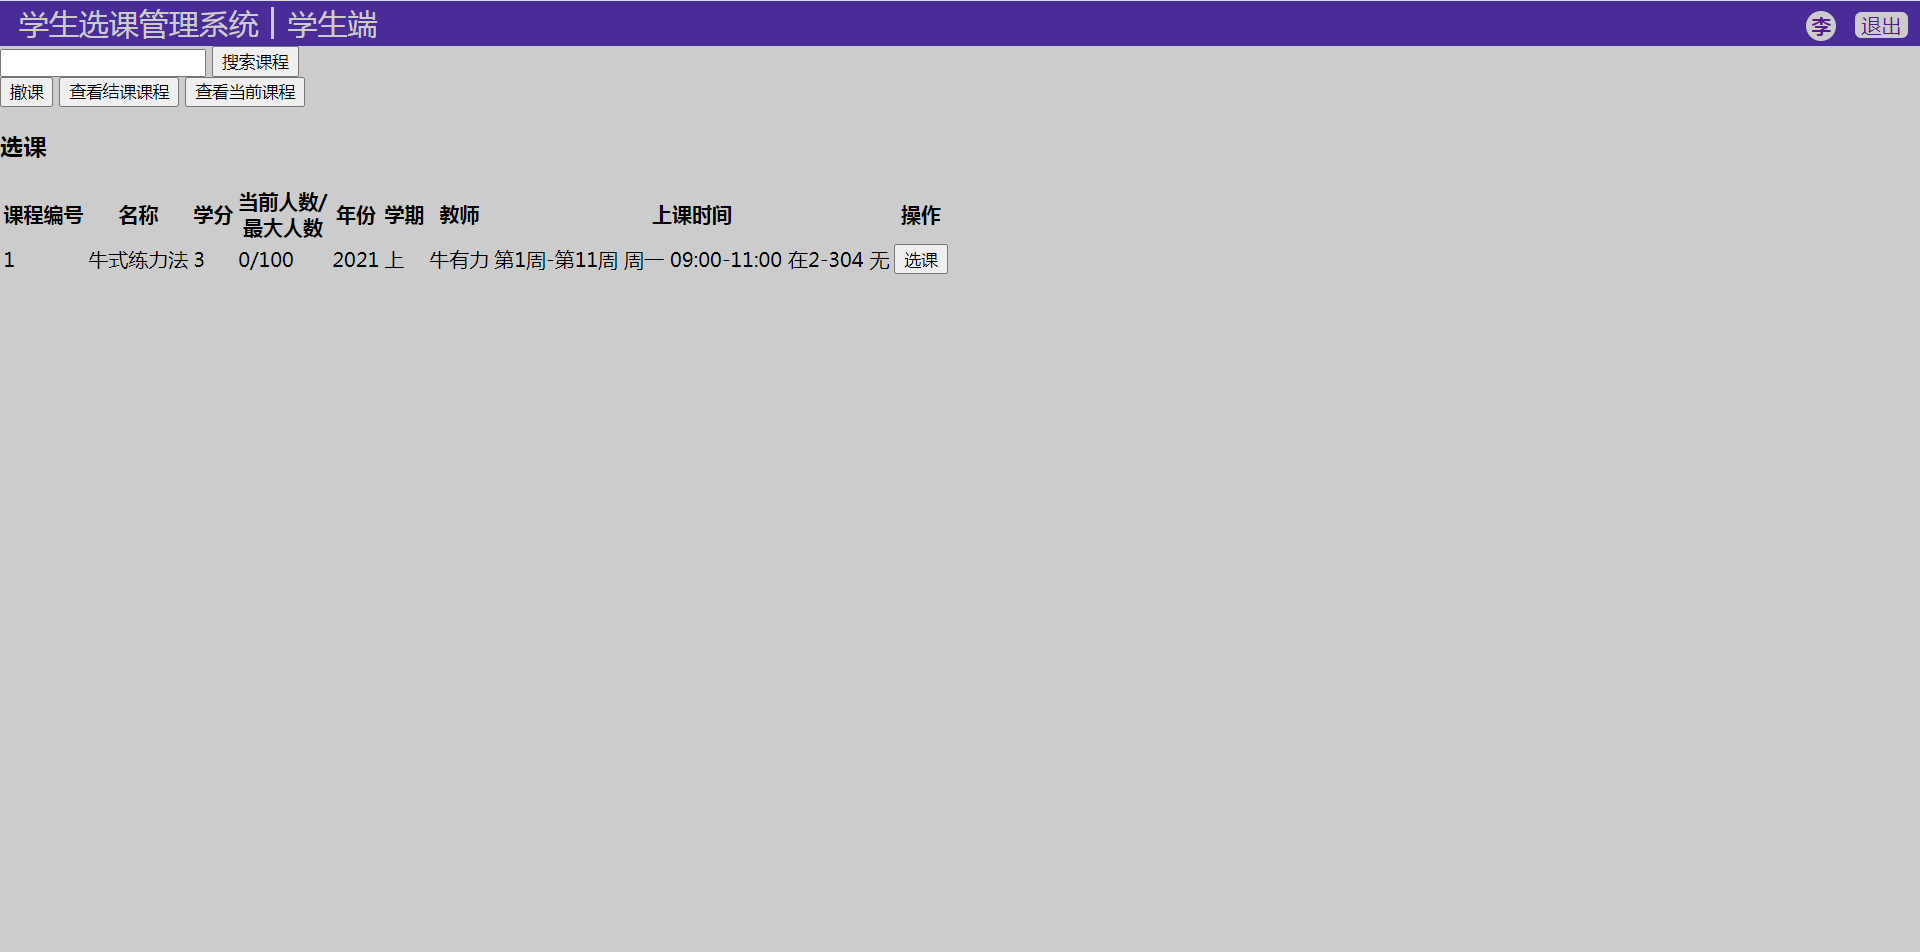 学生选课管理系统 | 学生端 李 退出
搜索课程
撤课 查看结课课程 查看当前课程
选课
课程编号 名称 学分 当前人数/最大人数 年份 学期 教师 上课时间 操作
1 牛式练力法 3 0/100 2021 上 牛有力 第1周-第11周 周一 09:00-11:00 在2-304 无 选课